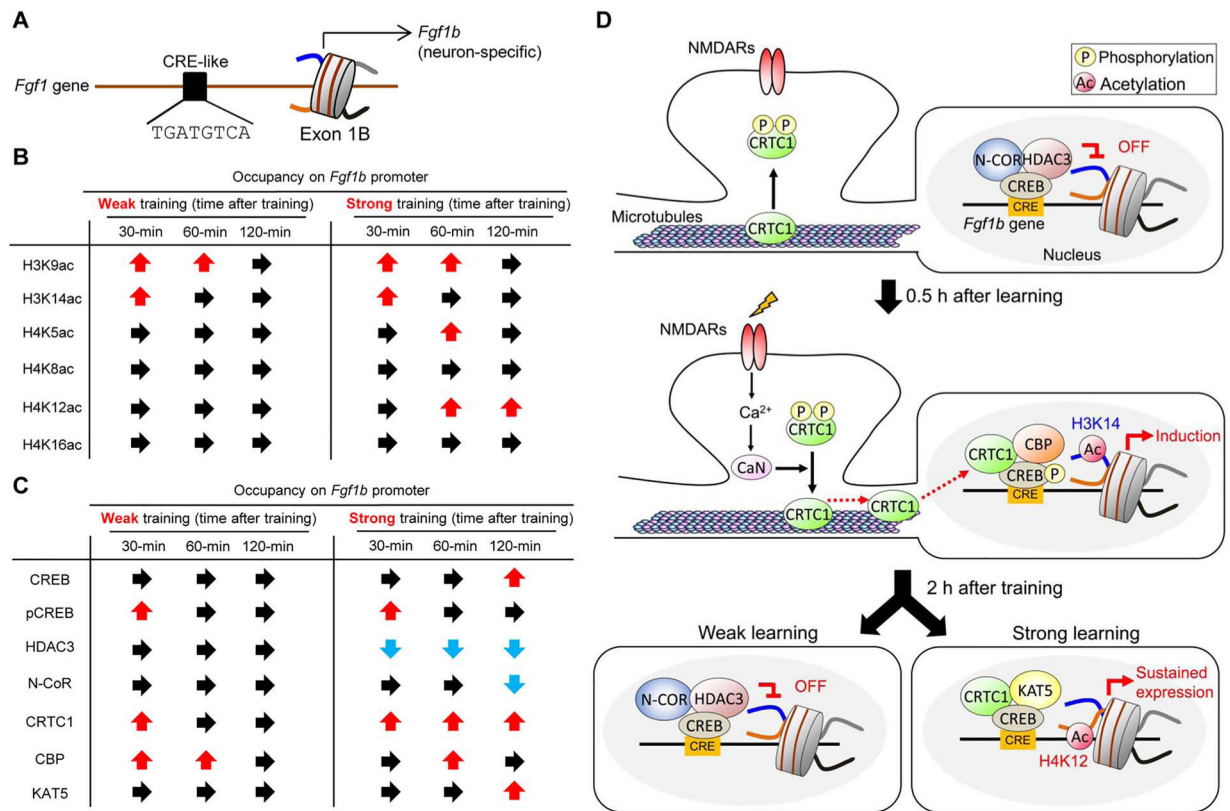 A
Fgf1b
(neuron-specific)
CRE-like
Fgf1 gene
TGATGTCA
Exon 1B
B
Occupancy on Fgf1b promoter
Weak training (time after training)
Strong training (time after training)
30-min 60-min 120-min 30-min 60-min 120-min
H3K9ac
H3K14ac
H4K5ac
H4K8ac
H4K12ac
H4K16ac
C
Occupancy on Fgf1b promoter
Weak training (time after training)
Strong training (time after training)
30-min 60-min 120-min 30-min 60-min 120-min
CREB
pCREB
HDAC3
N-CoR
CRTC1
CBP
KAT5
D
NMDARs
P Phosphorylation
Ac Acetylation
P P
CRTC1
Microtubules
CRTC1
N-COR HDAC3
OFF
CREB
CRE
Fgf1b gene
Nucleus
0.5 h after learning
NMDARs
Ca2+
CaN
P P
CRTC1
CRTC1
CRTC1
CRTC1
CBP
H3K14
Ac
Induction
CREB P
CRE
2 h after training
Weak learning
N-COR HDAC3
OFF
CREB
CRE
Strong learning
CRTC1 KAT5
Sustained
expression
CREB
Ac
CRE
H4K12